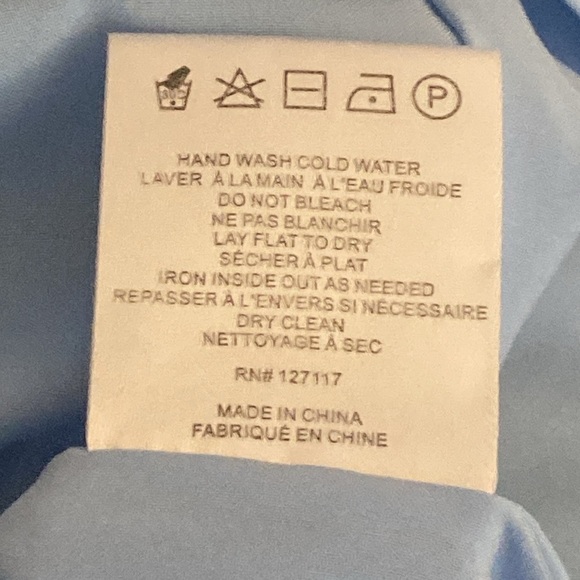 30°C
P
HAND WASH COLD WATER
LAVER À LA MAIN À L'EAU FROIDE
DO NOT BLEACH
NE PAS BLANCHIR
LAY FLAT TO DRY
SÉCHER À PLAT
IRON INSIDE OUT AS NEEDED
REPASSER À L'ENVERS SI NÉCESSAIRE
DRY CLEAN
NETTOYAGE À SEC
RN# 127117
MADE IN CHINA
FABRIQUÉ EN CHINE